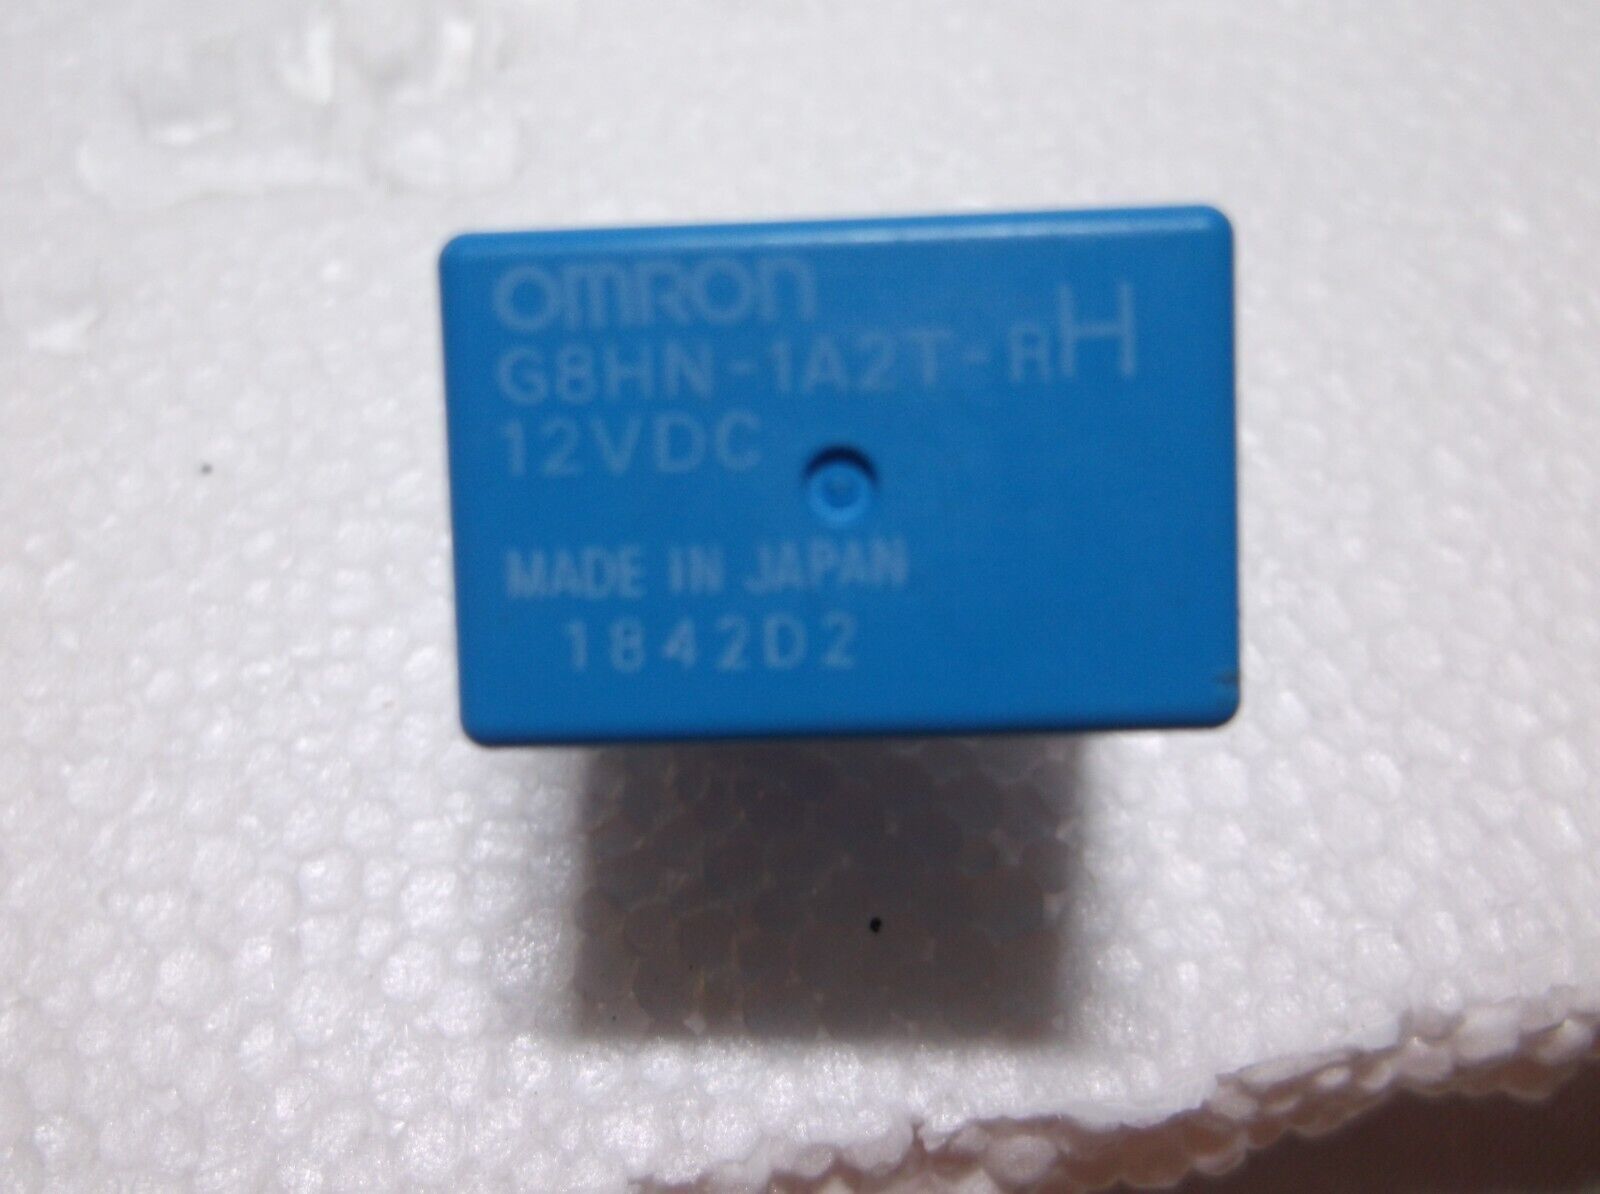 OMRON
G8HN-1A2T-RH
12VDC
MADE IN JAPAN
1842D2